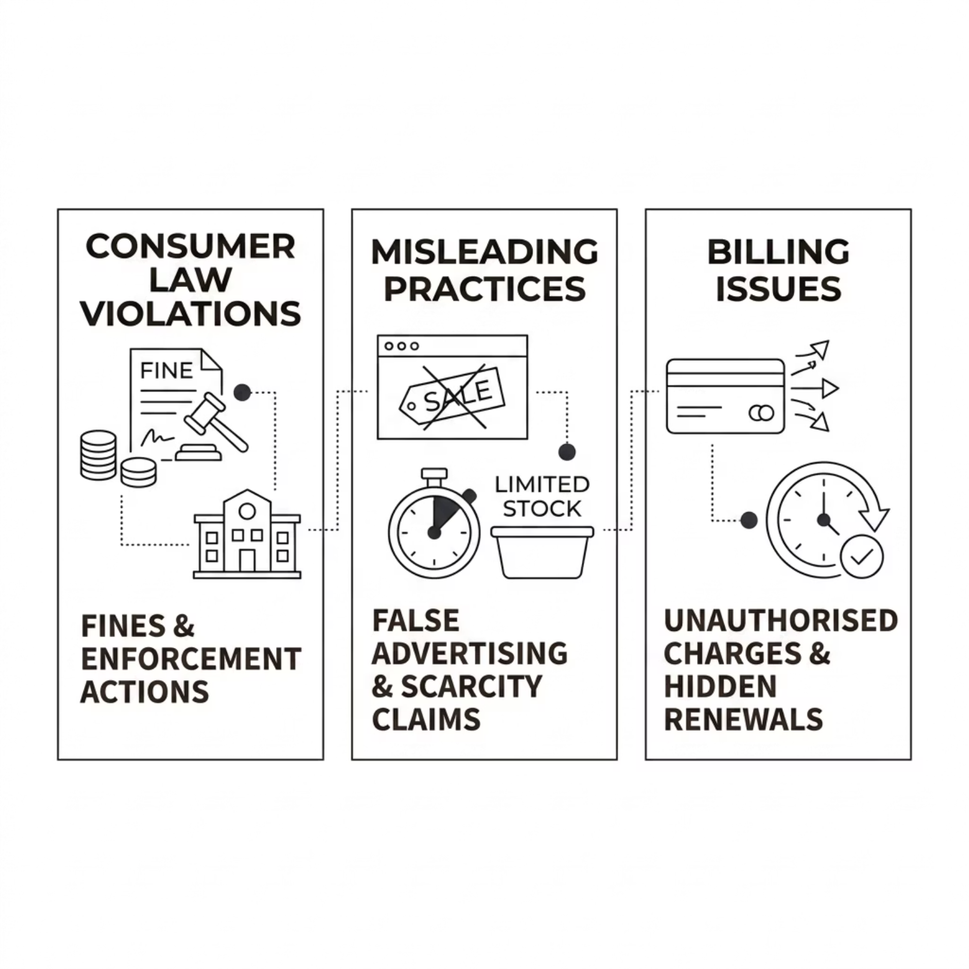 CONSUMER
LAW
VIOLATIONS
FINE
FINES &
ENFORCEMENT
ACTIONS
MISLEADING
PRACTICES
SALE
LIMITED
STOCK
FALSE
ADVERTISING
& SCARCITY
CLAIMS
BILLING
ISSUES
UNAUTHORISED
CHARGES &
HIDDEN
RENEWALS